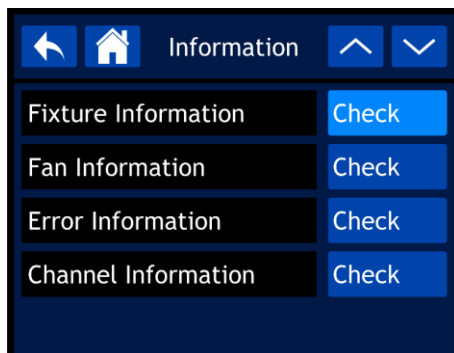 Information
Fixture Information Check
Fan Information Check
Error Information Check
Channel Information Check